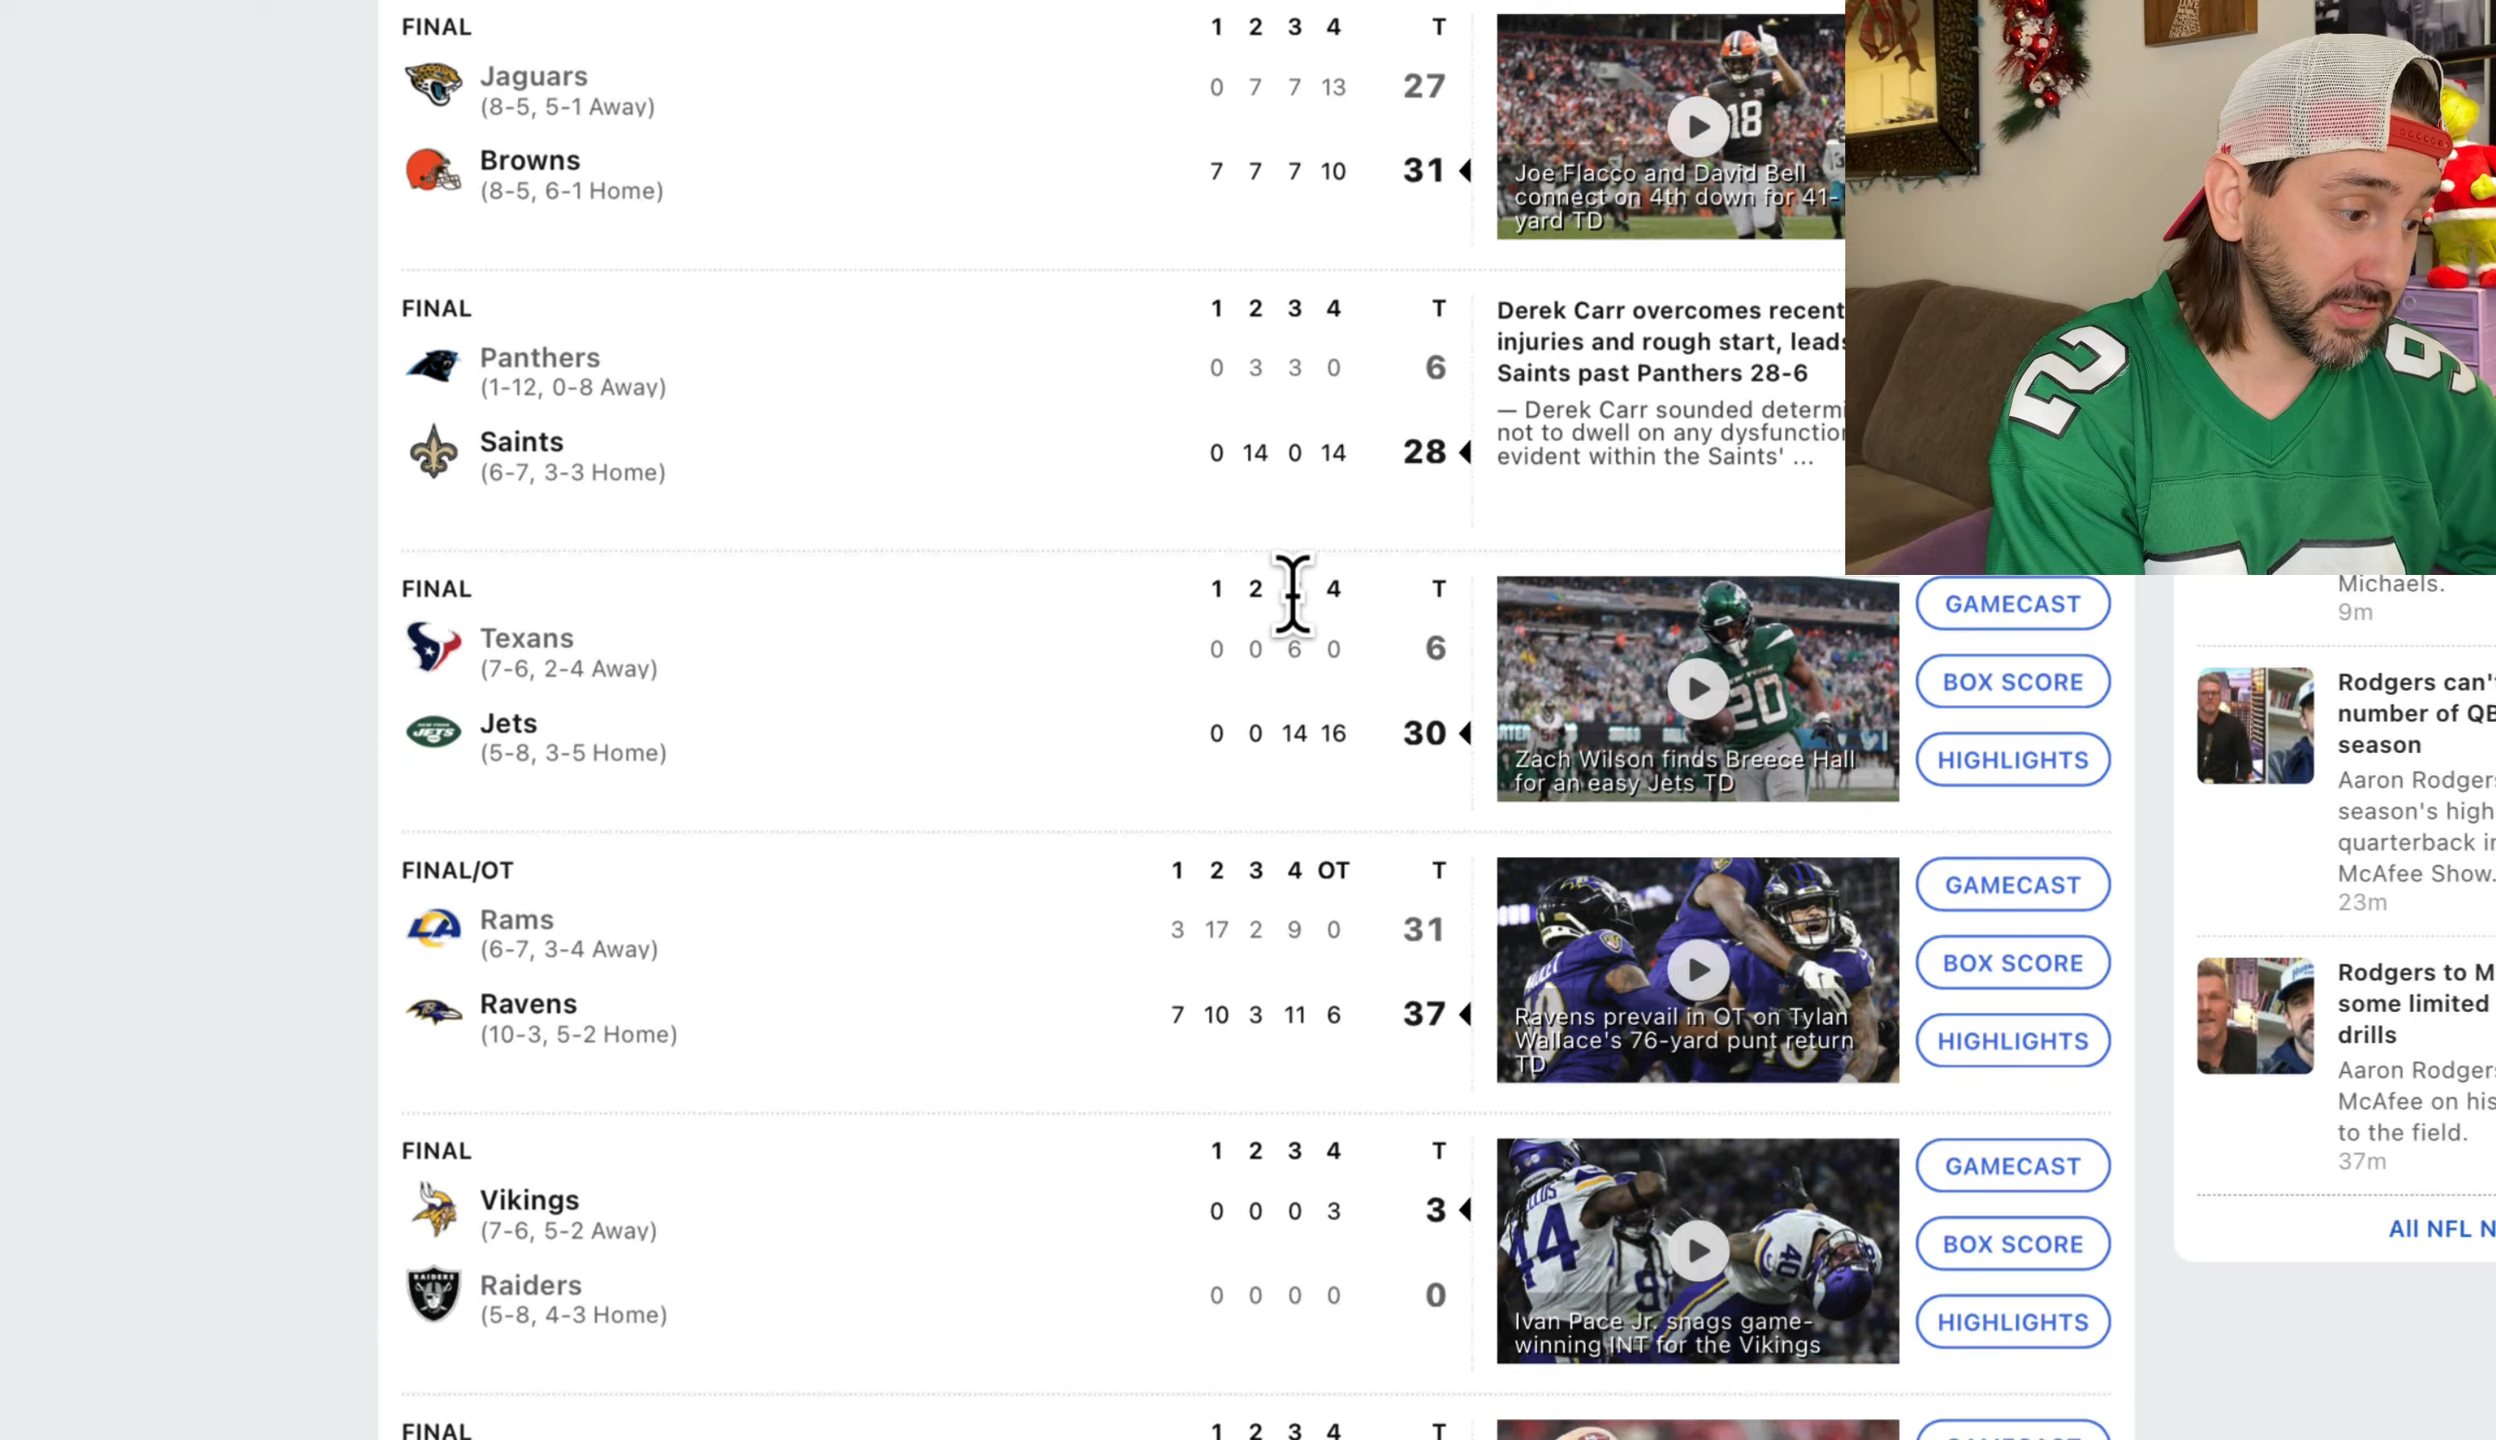 FINAL 1 2 3 4 T
Jaguars
(8-5, 5-1 Away)
0 7 7 13 27
Browns
(8-5, 6-1 Home)
7 7 7 10 31
18
Joe Flacco and David Bell
connect on 4th down for 41-
yard TD
FINAL 1 2 3 4 T
Panthers
(1-12, 0-8 Away)
0 3 3 0 6
Saints
(6-7, 3-3 Home)
0 14 0 14 28
Derek Carr overcomes recent
injuries and rough start, leads
Saints past Panthers 28-6
— Derek Carr sounded
not to dwell on any
evident within the Saints' ...
FINAL 1 2 4 T
Texans
(7-6, 2-4 Away)
0 0 6 0 6
Jets
(5-8, 3-5 Home)
0 0 14 16 30
20
Zach Wilson finds Breece Hall
for an easy Jets TD
GAMECAST
BOX SCORE
HIGHLIGHTS
FINAL/OT 1 2 3 4 OT T
Rams
(6-7, 3-4 Away)
3 17 2 9 0 31
Ravens
(10-3, 5-2 Home)
7 10 3 11 6 37
Ravens prevail in OT on Tylan
Wallace's 76-yard punt return
TD
GAMECAST
BOX SCORE
HIGHLIGHTS
FINAL 1 2 3 4 T
Vikings
(7-6, 5-2 Away)
0 0 0 3 3
RAIDERS
Raiders
(5-8, 4-3 Home)
0 0 0 0 0
44
40
Ivan Pace Jr. snags game-
winning INT for the Vikings
GAMECAST
BOX SCORE
HIGHLIGHTS
FINAL 1 2 3 4 T
Michaels.
9m
Rodgers can't
number of QB
season
Aaron Rodgers
season's high
quarterback in
McAfee Show.
23m
Rodgers to M
some limited
drills
Aaron Rodgers
McAfee on his
to the field.
37m
All NFL N
2
JETS